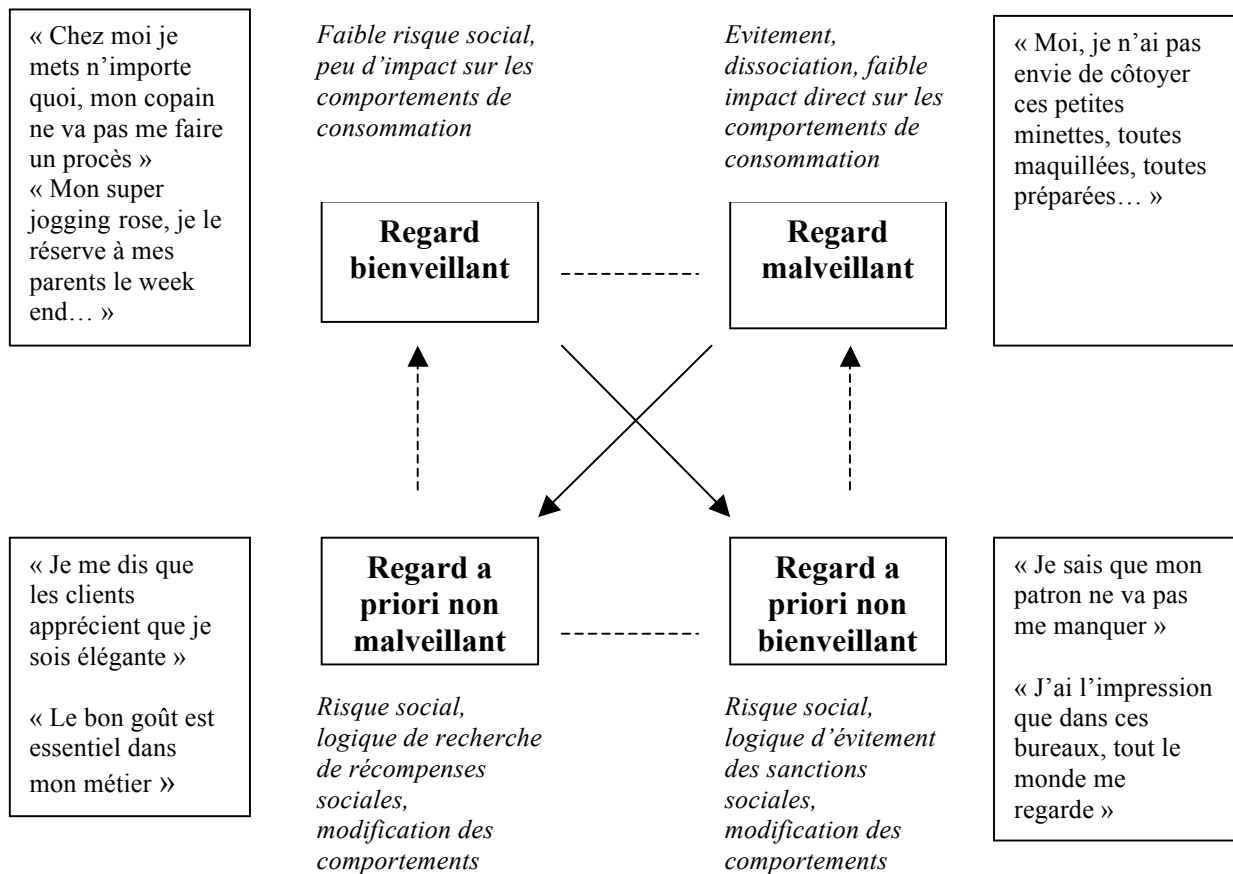 « Chez moi je
mets n’importe
quoi, mon copain
ne va pas me faire
un procès »
« Mon super
jogging rose, je le
réserve à mes
parents le week
end… »
Faible risque social,
peu d’impact sur les
comportements de
consommation
Evitement,
dissociation, faible
impact direct sur les
comportements de
consommation
« Moi, je n’ai pas
envie de côtoyer
ces petites
minettes, toutes
maquillées, toutes
préparées… »
Regard
bienveillant
Regard
malveillant
« Je me dis que
les clients
apprécient que je
sois élégante »
« Le bon goût est
essentiel dans
mon métier »
Regard a
priori non
malveillant
Regard a
priori non
bienveillant
« Je sais que mon
patron ne va pas
me manquer »
« J’ai l’impression
que dans ces
bureaux, tout le
monde me
regarde »
Risque social,
logique de recherche
de récompenses
sociales,
modification des
comportements
Risque social,
logique d’évitement
des sanctions
sociales,
modification des
comportements